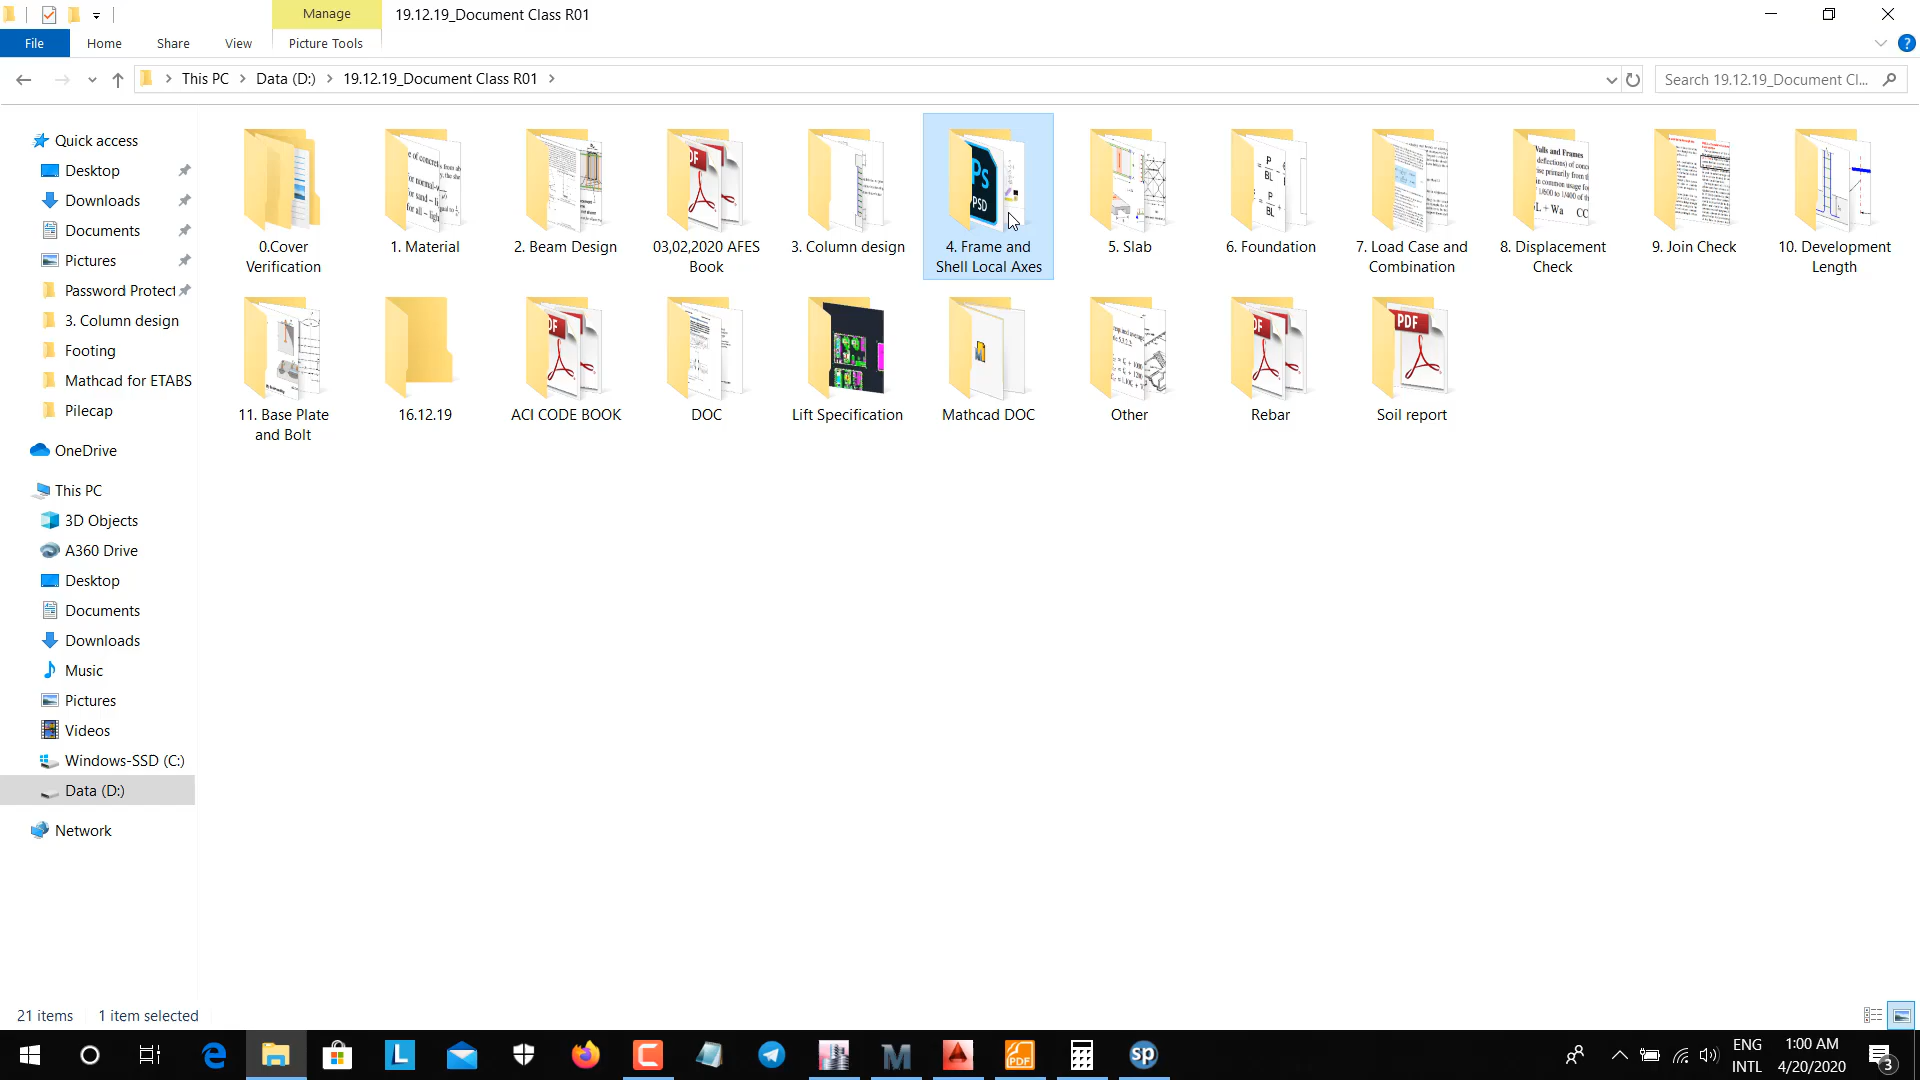 Manage
19.12.19_Document Class R01
File
Home
Share
View
Picture Tools
This PC
Data (D:)
19.12.19_Document Class R01
Search 19.12.19_Document Cl...
Quick access
Desktop
Downloads
Documents
Pictures
Password Protect
3. Column design
Footing
Mathcad for ETABS
Pilecap
OneDrive
This PC
3D Objects
A360 Drive
Desktop
Documents
Downloads
Music
Pictures
Videos
Windows-SSD (C:)
Data (D:)
Network
0.Cover
Verification
1. Material
2. Beam Design
03,02,2020 AFES
Book
3. Column design
4. Frame and
Shell Local Axes
5. Slab
6. Foundation
7. Load Case and
Combination
8. Displacement
Check
9. Join Check
10. Development
Length
11. Base Plate
and Bolt
16.12.19
ACI CODE BOOK
DOC
Lift Specification
Mathcad DOC
Other
Rebar
PDF
Soil report
21 items
1 item selected
ENG
INTL
1:00 AM
4/20/2020
3